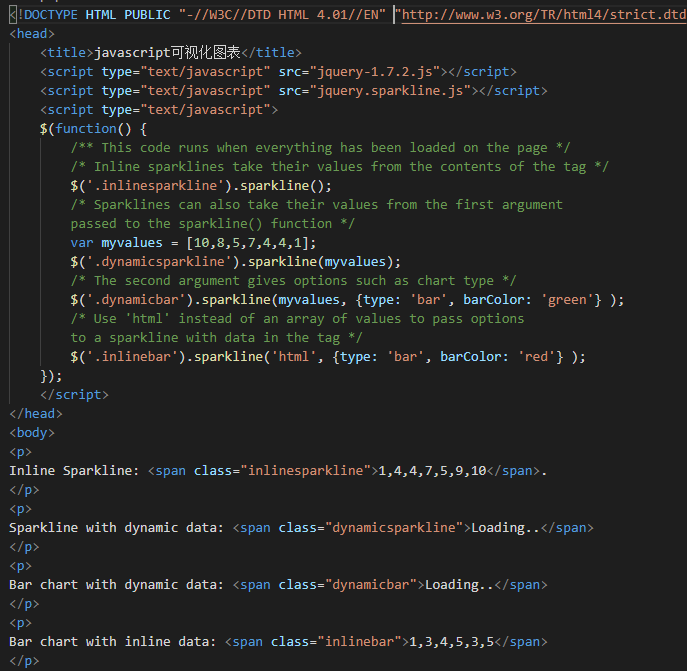 <!DOCTYPE HTML PUBLIC "-//W3C//DTD HTML 4.01//EN" "http://www.w3.org/TR/html4/strict.dtd
<head>
<title>javascript可视化图表</title>
<script type="text/javascript" src="jquery-1.7.2.js"></script>
<script type="text/javascript" src="jquery.sparkline.js"></script>
<script type="text/javascript">
$(function() {
/** This code runs when everything has been loaded on the page */
/* Inline sparklines take their values from the contents of the tag */
$('.inlinesparkline').sparkline();
/* Sparklines can also take their values from the first argument
passed to the sparkline() function */
var myvalues = [10,8,5,7,4,4,1];
$('.dynamicsparkline').sparkline(myvalues);
/* The second argument gives options such as chart type */
$('.dynamicbar').sparkline(myvalues, {type: 'bar', barColor: 'green'} );
/* Use 'html' instead of an array of values to pass options
to a sparkline with data in the tag */
$('.inlinebar').sparkline('html', {type: 'bar', barColor: 'red'} );
});
</script>
</head>
<body>
<p>
Inline Sparkline: <span class="inlinesparkline">1,4,4,7,5,9,10</span>.
</p>
<p>
Sparkline with dynamic data: <span class="dynamicsparkline">Loading..</span>
</p>
<p>
Bar chart with dynamic data: <span class="dynamicbar">Loading..</span>
</p>
<p>
Bar chart with inline data: <span class="inlinebar">1,3,4,5,3,5</span>
</p>